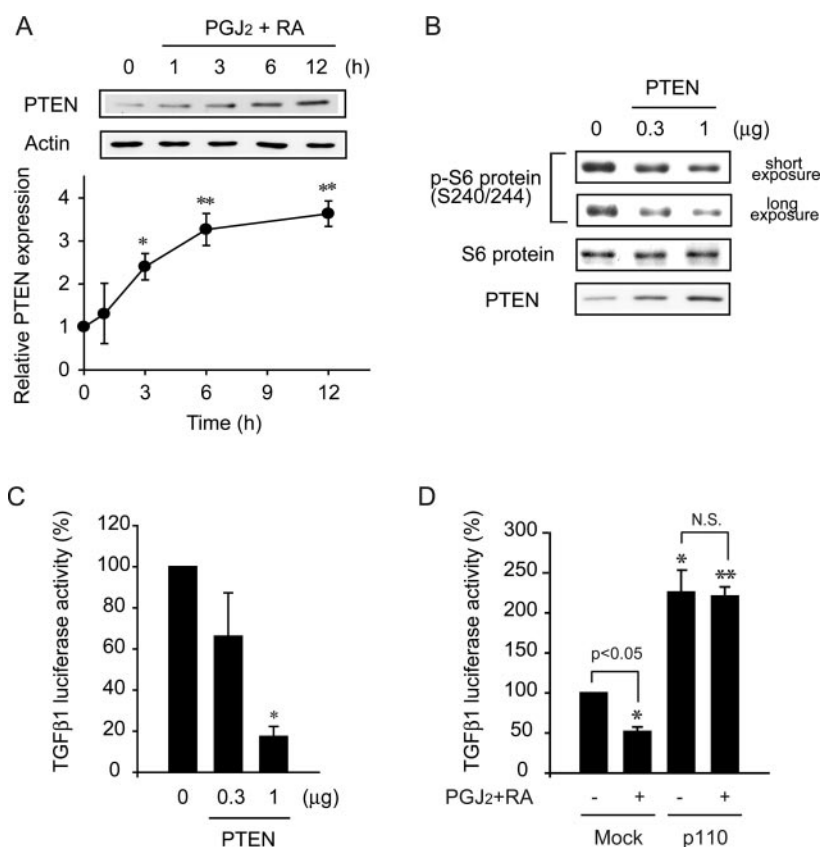 A
PGJ₂ + RA
0 1 3 6 12 (h)
PTEN
Actin
Relative PTEN expression
4
3
2
1
0
* ** **
0 3 6 9 12
Time (h)
B
PTEN
0 0.3 1 (μg)
p-S6 protein
(S240/244)
short
exposure
long
exposure
S6 protein
PTEN
C
TGFβ1 luciferase activity (%)
120
100
80
60
40
20
0
*
0 0.3 1 (μg)
PTEN
D
TGFβ1 luciferase activity (%)
300
250
200
150
100
50
0
N.S.
* **
p<0.05
*
PGJ₂+RA - + - +
Mock p110